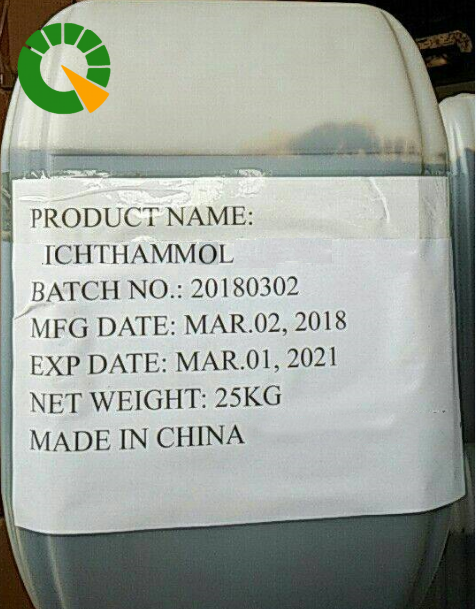 PRODUCT NAME:
ICHTHAMMOL
BATCH NO.: 20180302
MFG DATE: MAR.02, 2018
EXP DATE: MAR.01, 2021
NET WEIGHT: 25KG
MADE IN CHINA